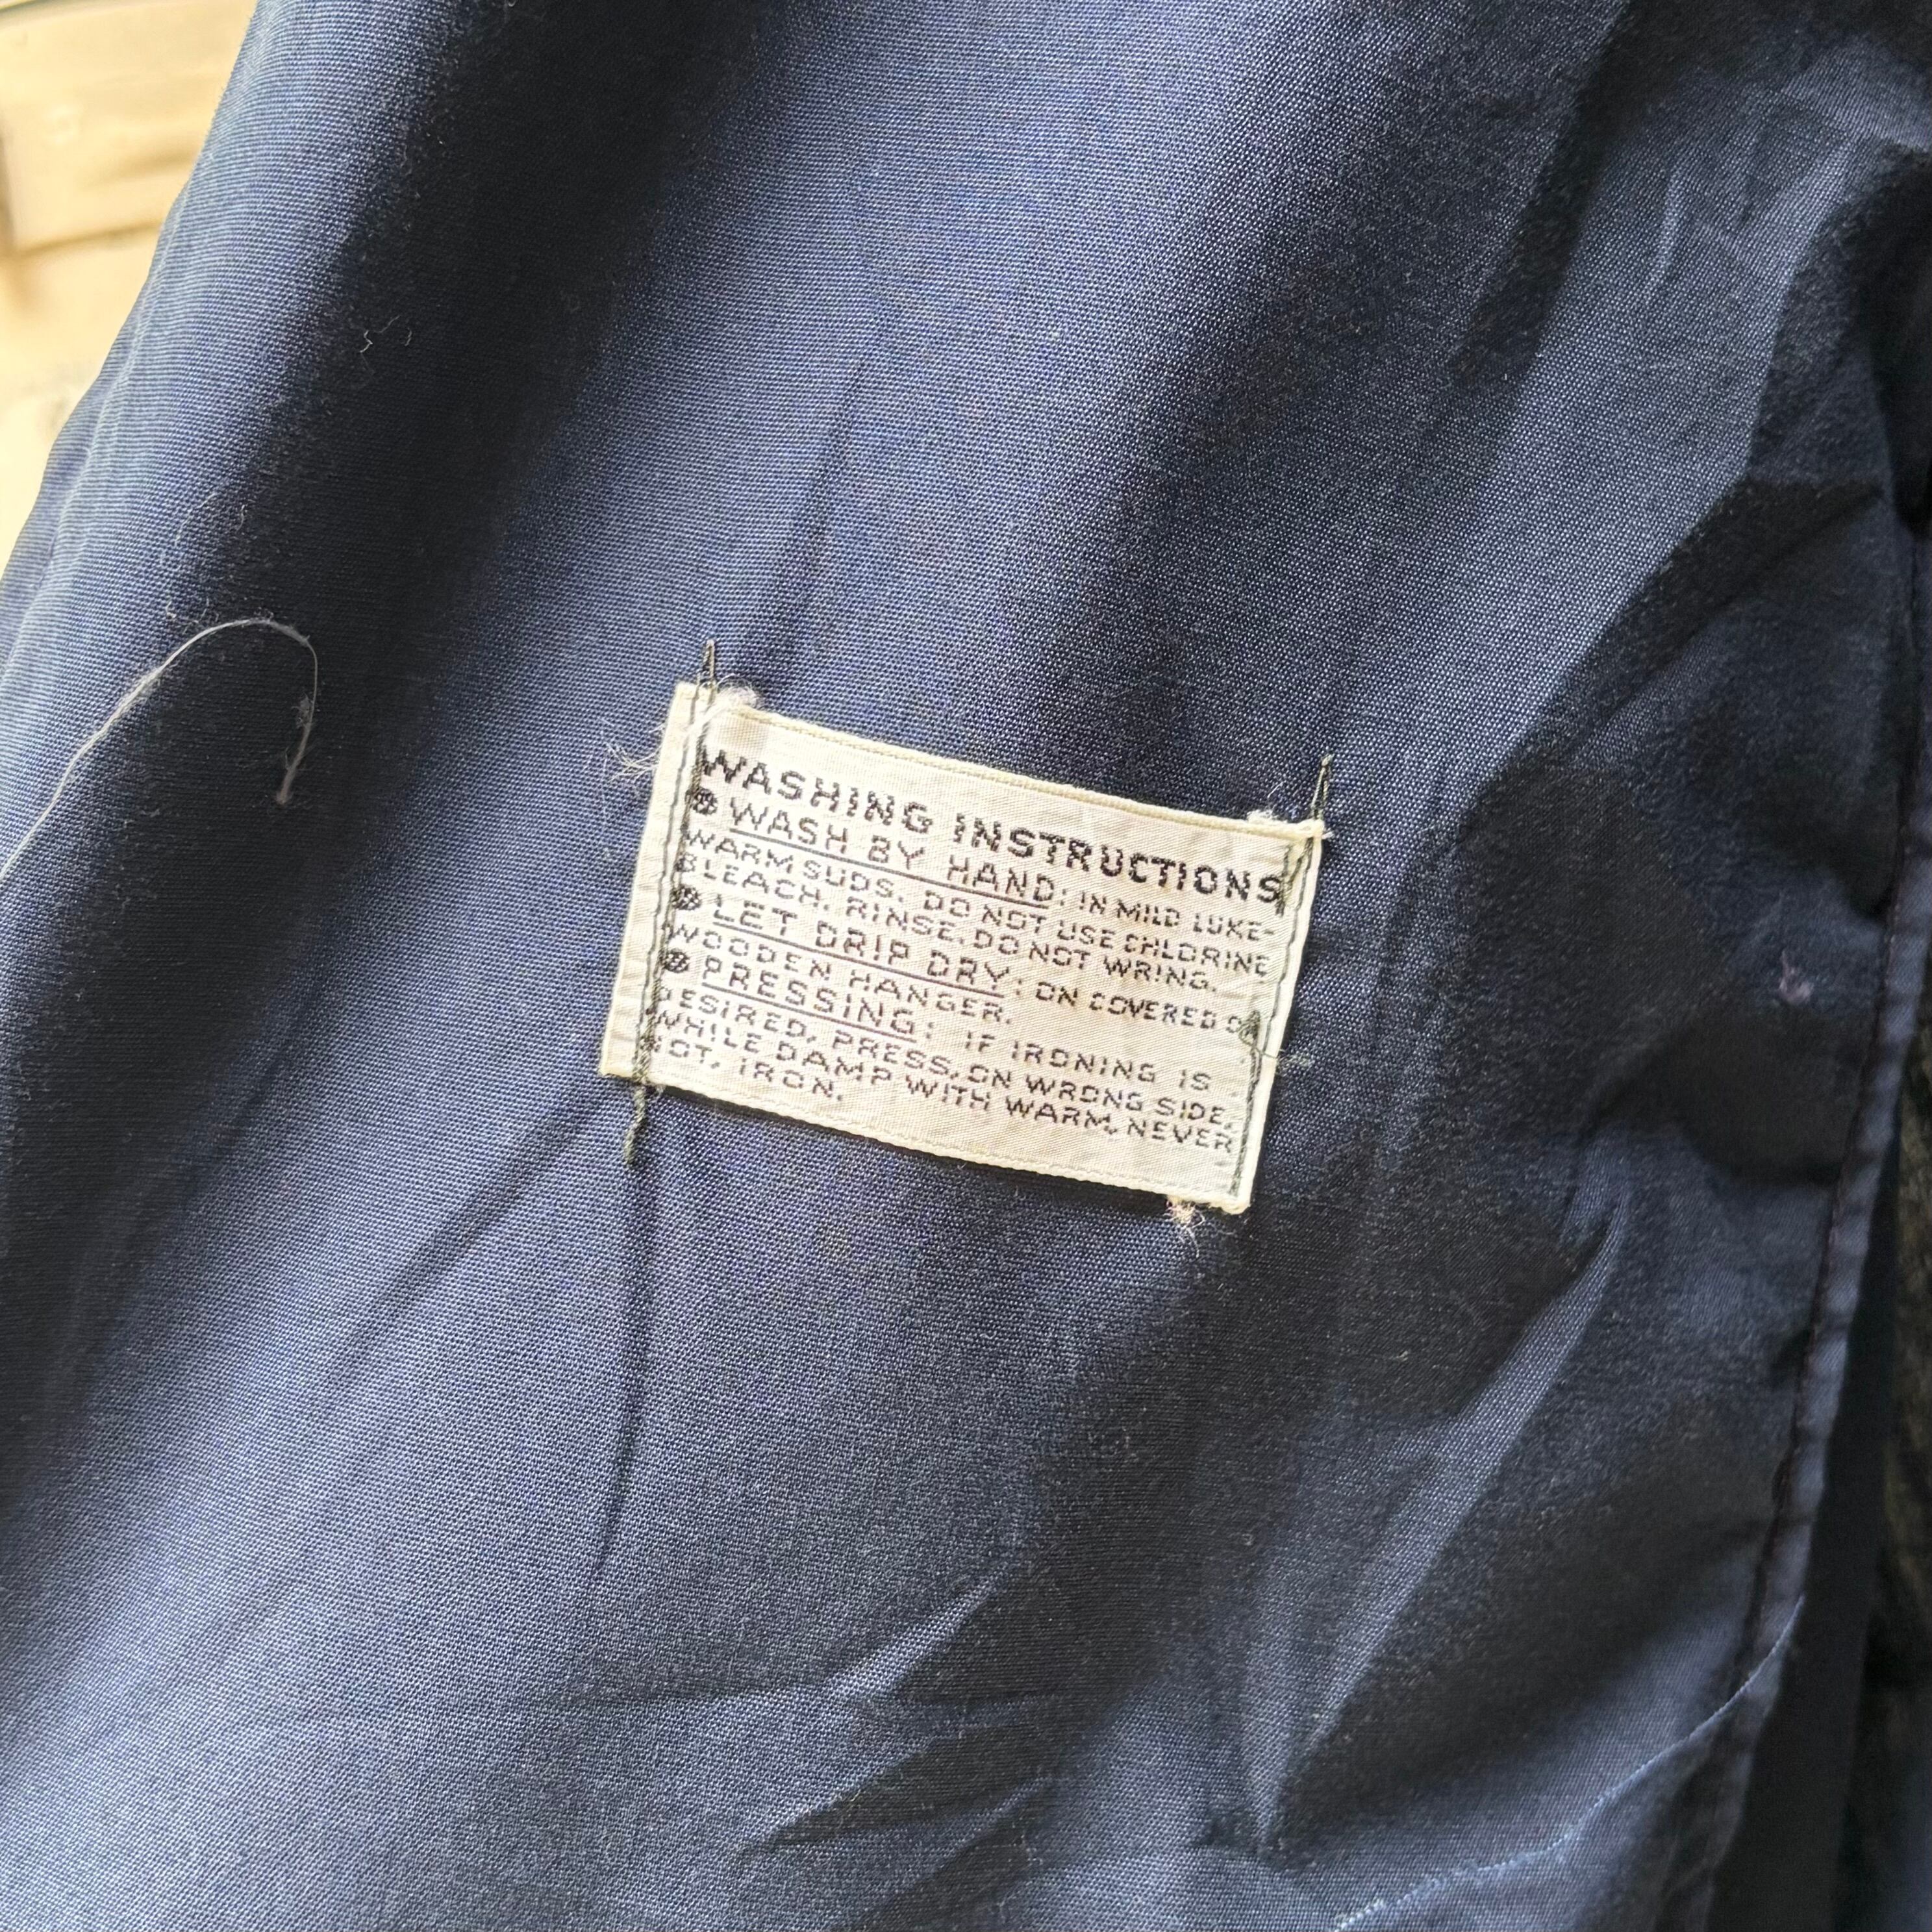 WASHING INSTRUCTIONS
WASH BY HAND: IN MILD LUKE-
WARM SUDS. DO NOT USE CHLORINE
BLEACH. RINSE. DO NOT WRING.
LET DRIP DRY: ON COVERED OR
WOODEN HANGER.
PRESSING: IF IRONING IS
DESIRED, PRESS, ON WRONG SIDE,
WHILE DAMP WITH WARM, NEVER
HOT, IRON.